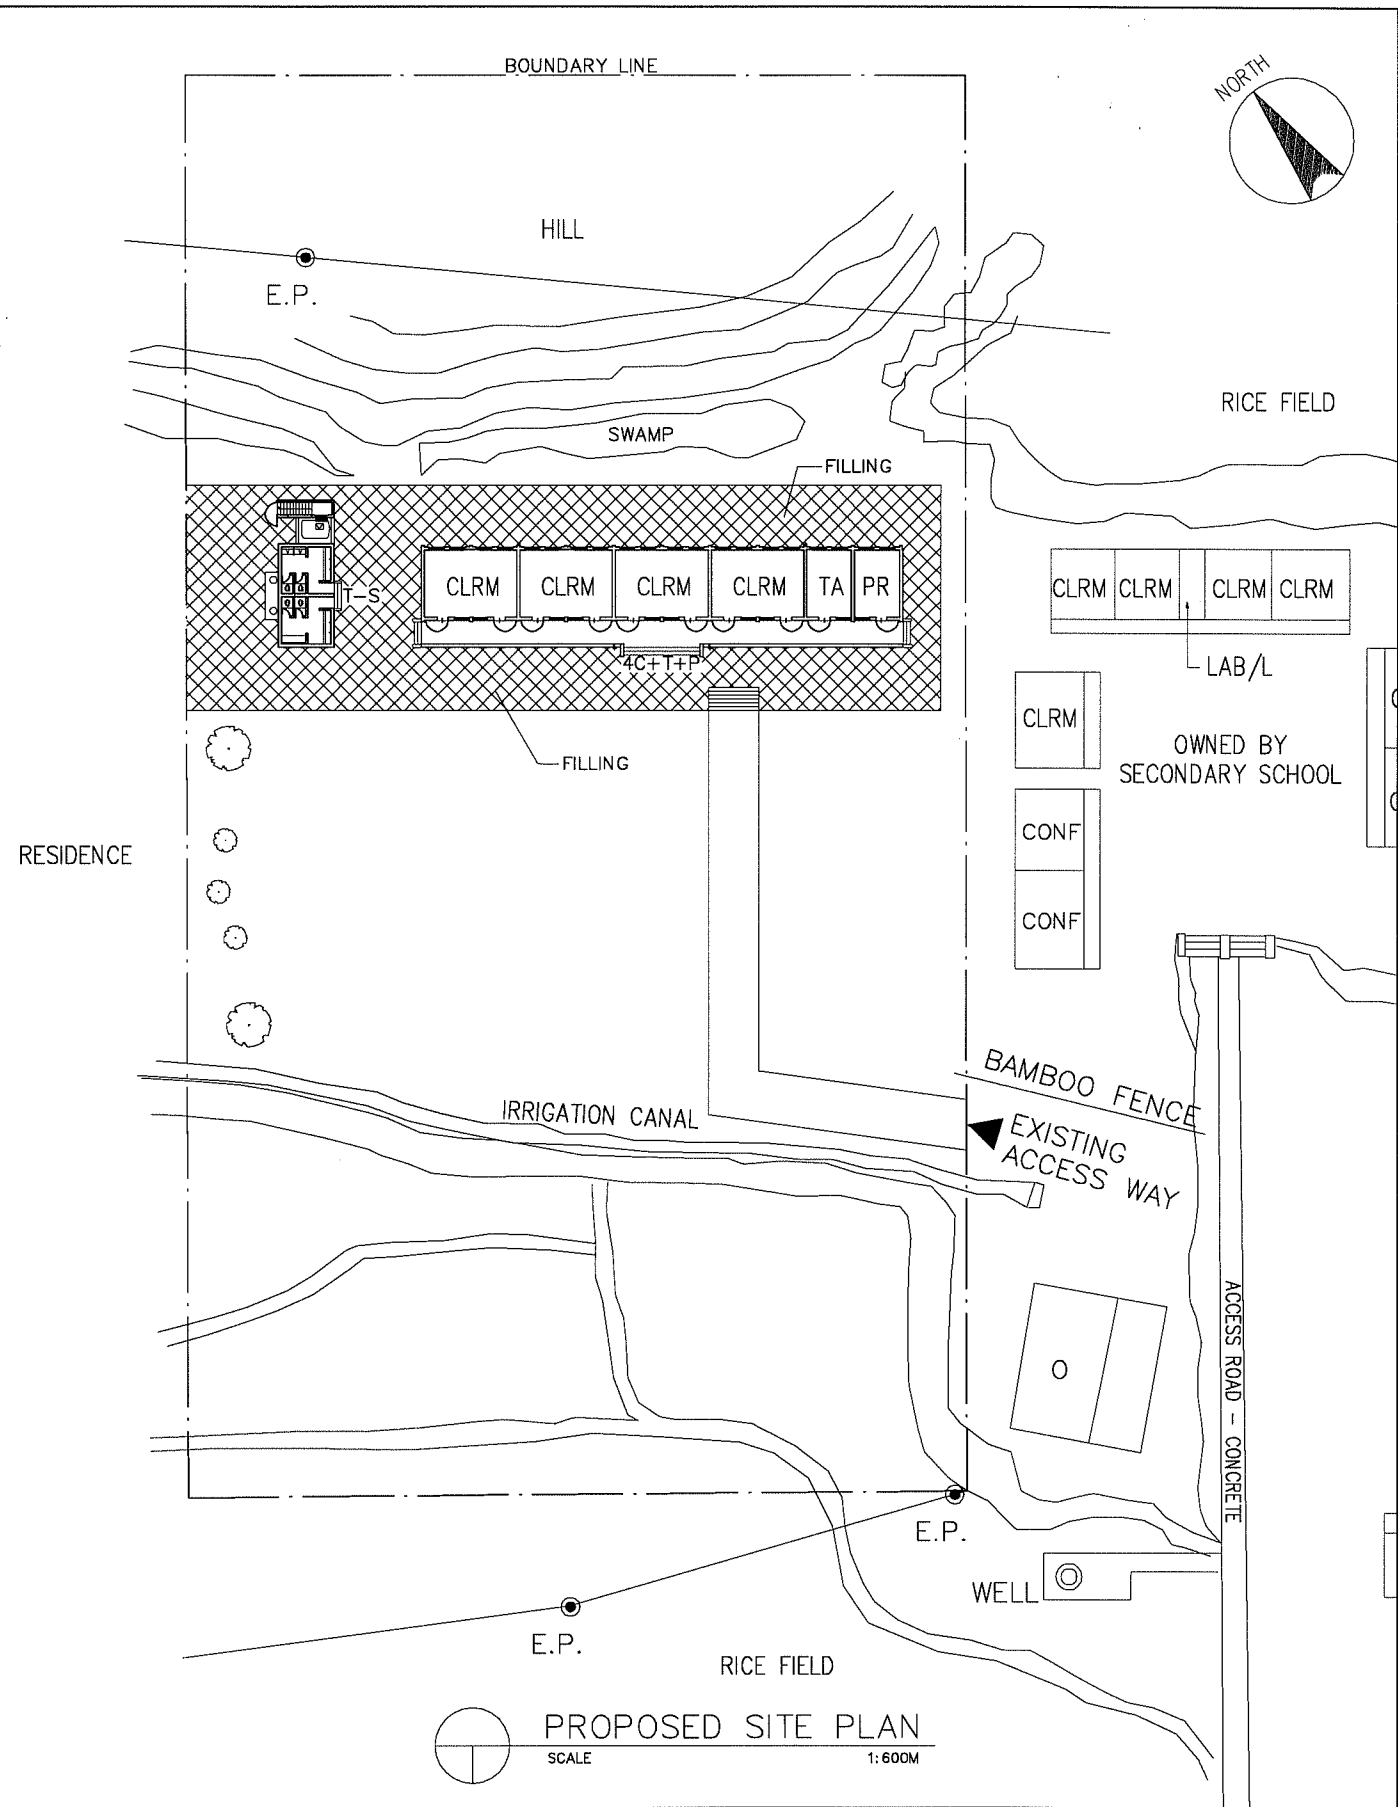 BOUNDARY LINE
NORTH
HILL
E.P.
RICE FIELD
SWAMP
FILLING
CLRM CLRM CLRM CLRM TA PR
T-S
4C+T+P
CLRM CLRM CLRM CLRM
LAB/L
CLRM
OWNED BY
SECONDARY SCHOOL
FILLING
CONF
CONF
RESIDENCE
BAMBOO FENCE
IRRIGATION CANAL
EXISTING
ACCESS WAY
ACCESS ROAD - CONCRETE
O
E.P.
WELL
E.P.
RICE FIELD
PROPOSED SITE PLAN
SCALE 1:600M